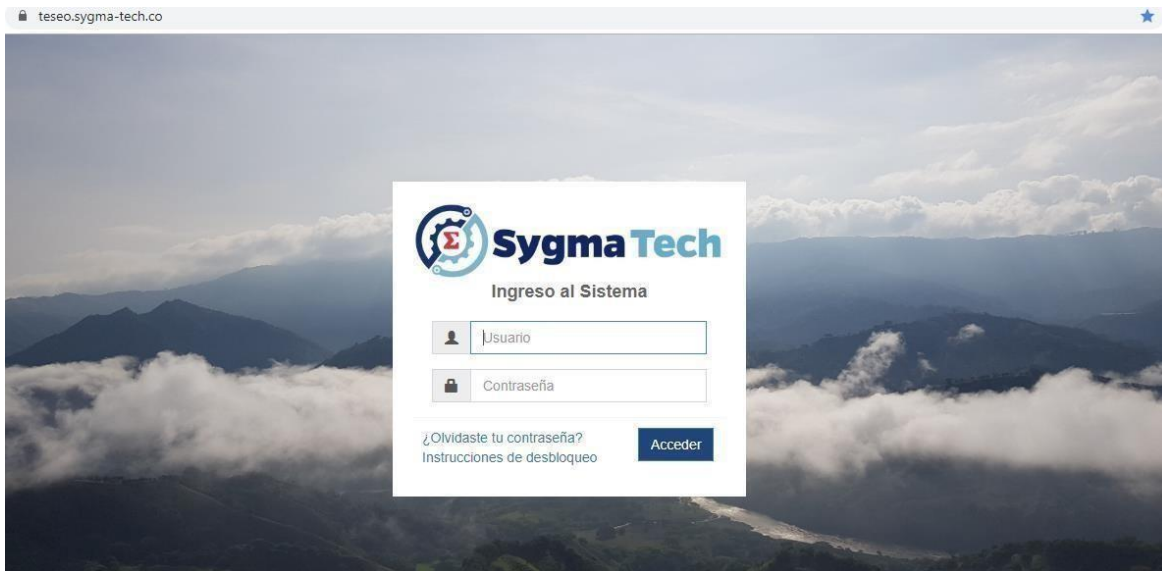 teseo.sygma-tech.co
Σ
Sygma Tech
Ingreso al Sistema
Usuario
Contraseña
¿Olvidaste tu contraseña?
Instrucciones de desbloqueo
Acceder